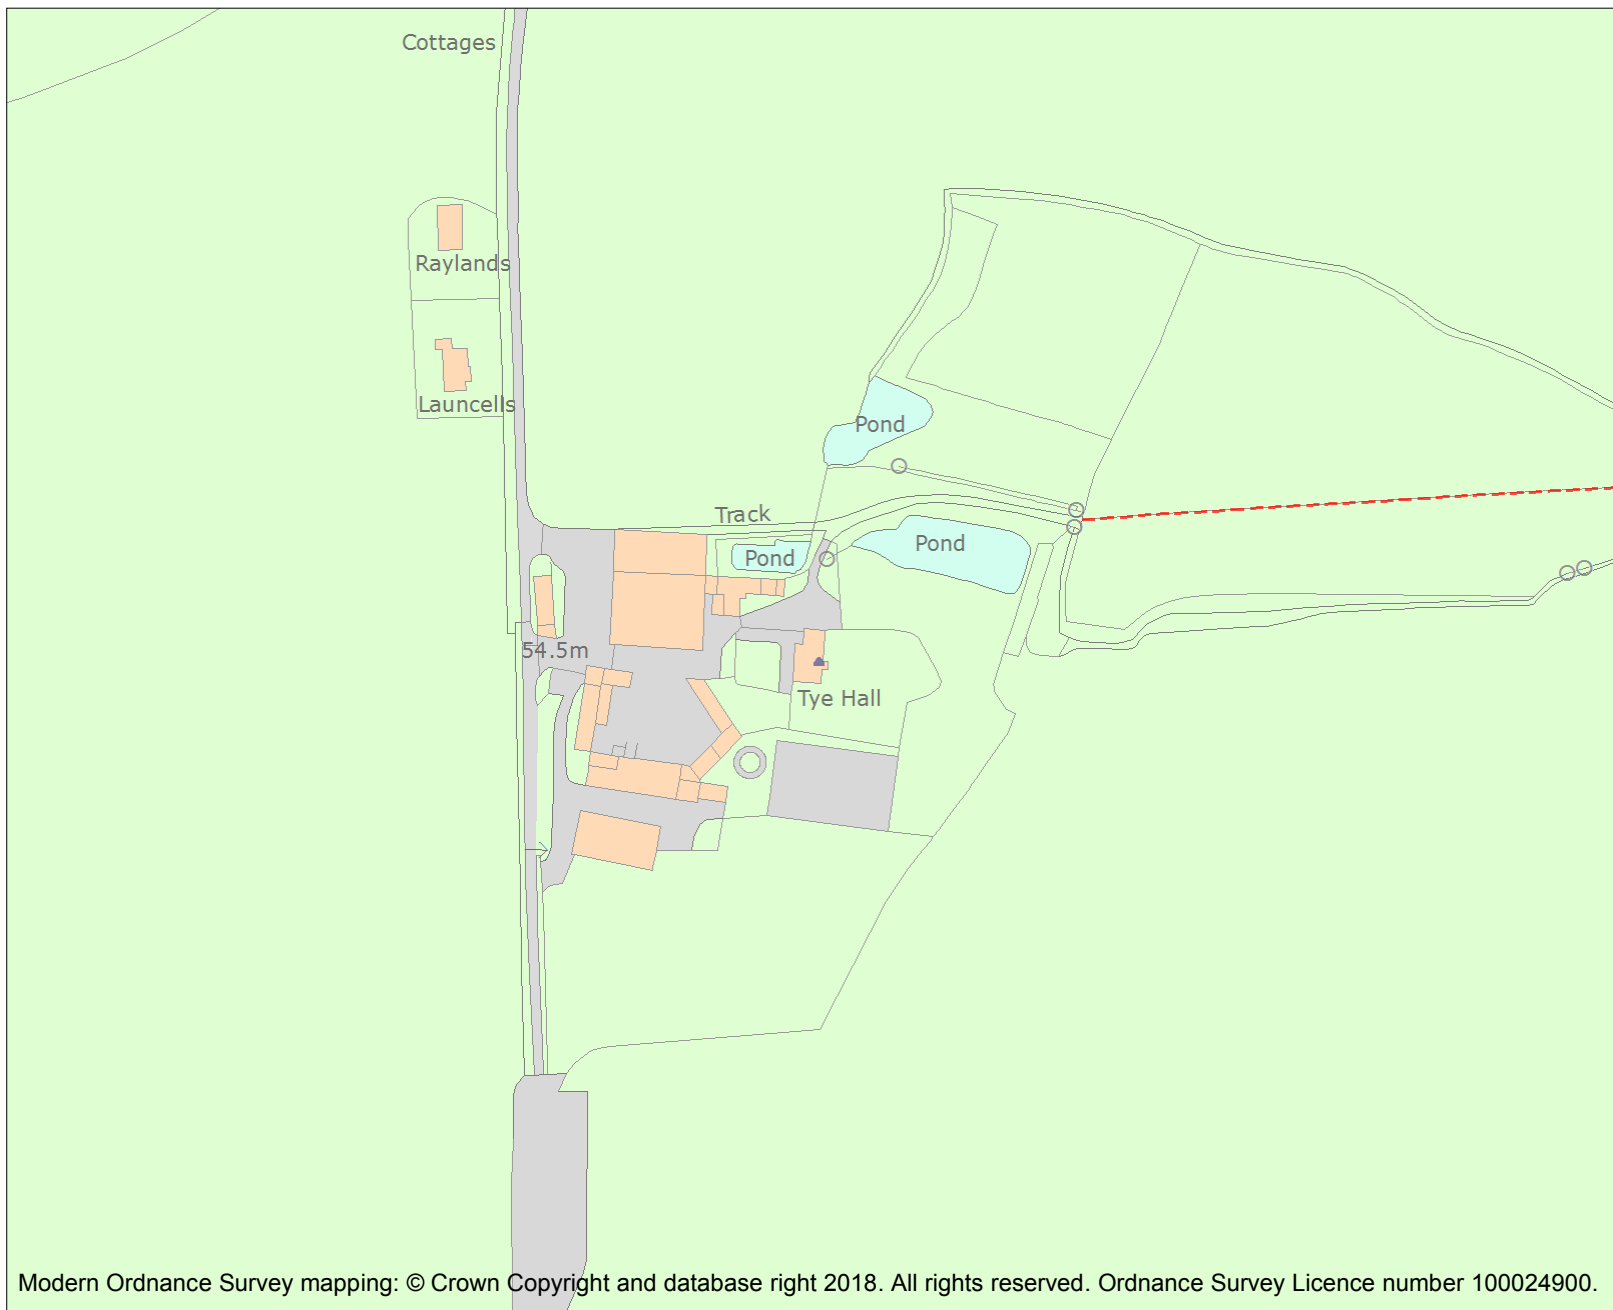 Cottages
Raylands
Launcells
Pond
Track
Pond
Pond
54.5m
Tye Hall
Modern Ordnance Survey mapping: © Crown Copyright and database right 2018. All rights reserved. Ordnance Survey Licence number 100024900.